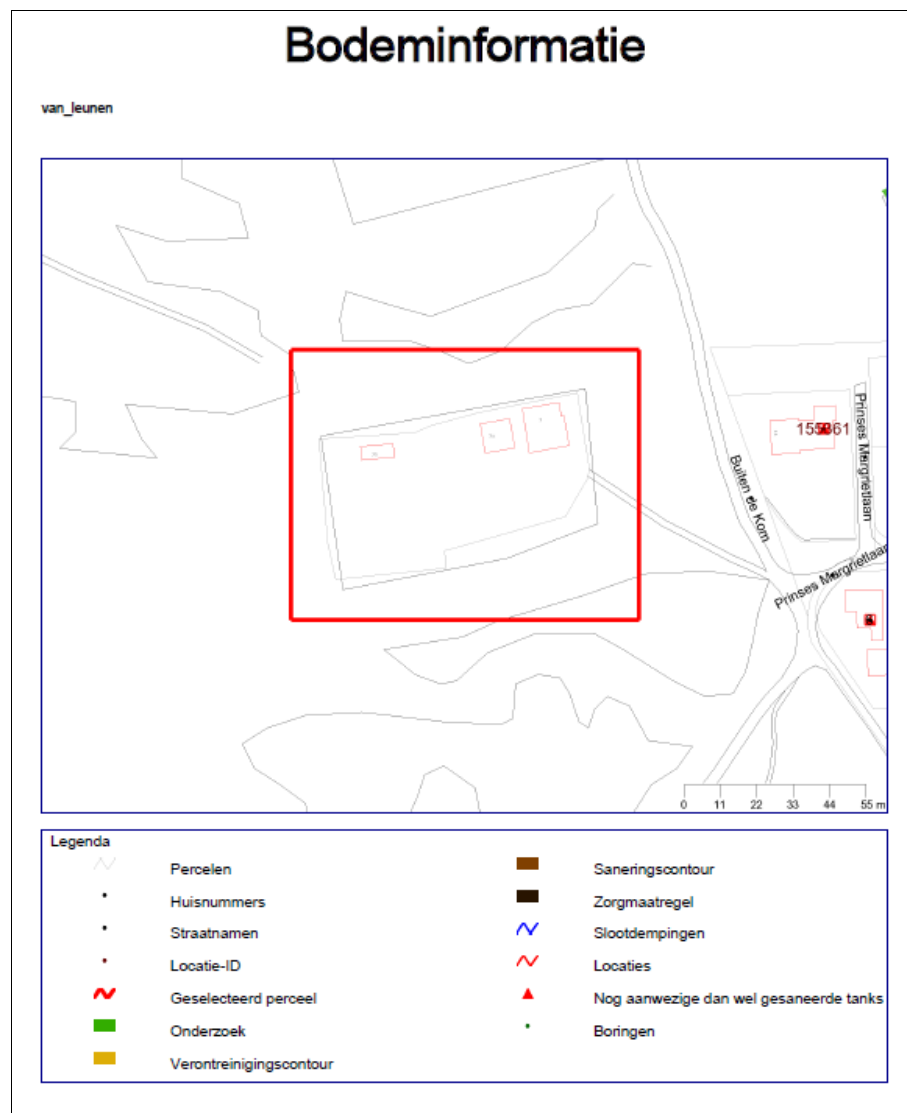 Bodeminformatie
van_leunen
Prinses Margrietlaan
Buiten de Kom
Prinses Margrietlaan
0 11 22 33 44 55 m
Legenda
Percelen
Huisnummers
Straatnamen
Locatie-ID
Geselecteerd perceel
Onderzoek
Verontreinigingscontour
Saneringscontour
Zorgmaatregel
Slootdempingen
Locaties
Nog aanwezige dan wel gesaneerde tanks
Boringen